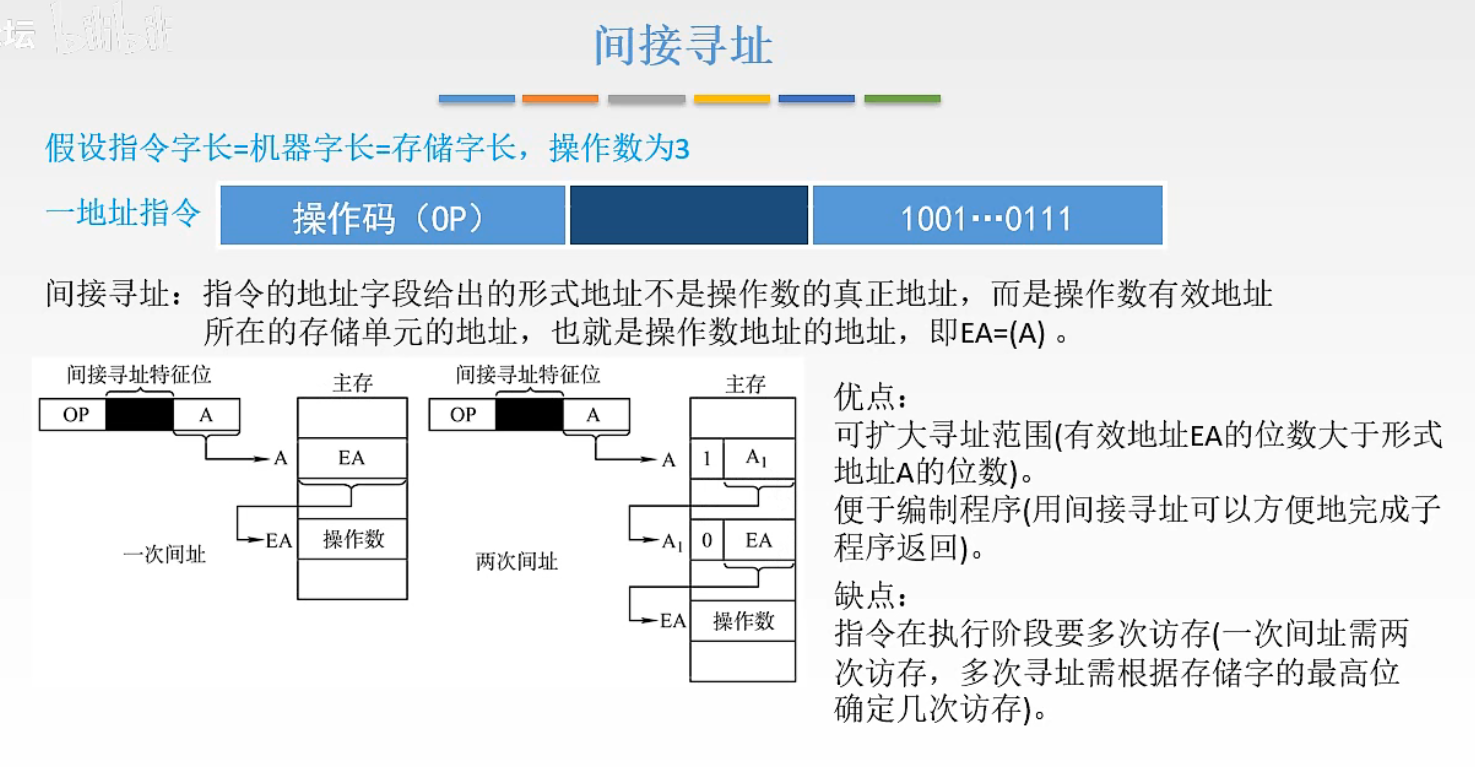 坛 bilibili
间接寻址
假设指令字长=机器字长=存储字长，操作数为3
一地址指令
操作码（OP）
1001…0111
间接寻址：指令的地址字段给出的形式地址不是操作数的真正地址，而是操作数有效地址
所在的存储单元的地址，也就是操作数地址的地址，即EA=(A) 。
间接寻址特征位
主存
OP
A
A
EA
EA
操作数
一次间址
间接寻址特征位
主存
OP
A
A
1
A₁
A₁
0
EA
EA
操作数
两次间址
优点：
可扩大寻址范围(有效地址EA的位数大于形式
地址A的位数)。
便于编制程序(用间接寻址可以方便地完成子
程序返回)。
缺点：
指令在执行阶段要多次访存(一次间址需两
次访存，多次寻址需根据存储字的最高位
确定几次访存)。